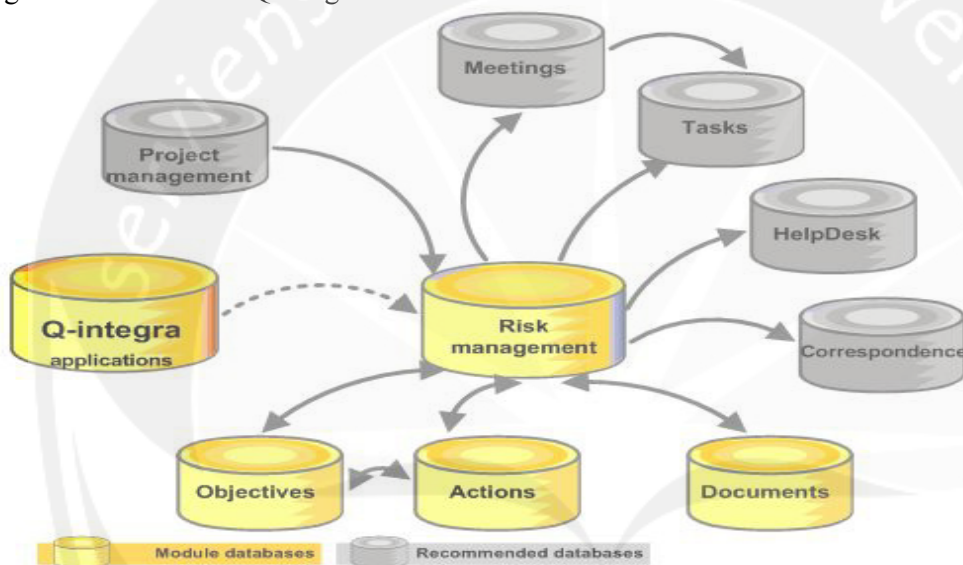 Meetings
Tasks
Project
management
HelpDesk
Q-integra
applications
Risk
management
Correspondence
Objectives
Actions
Documents
Module databases
Recommended databases